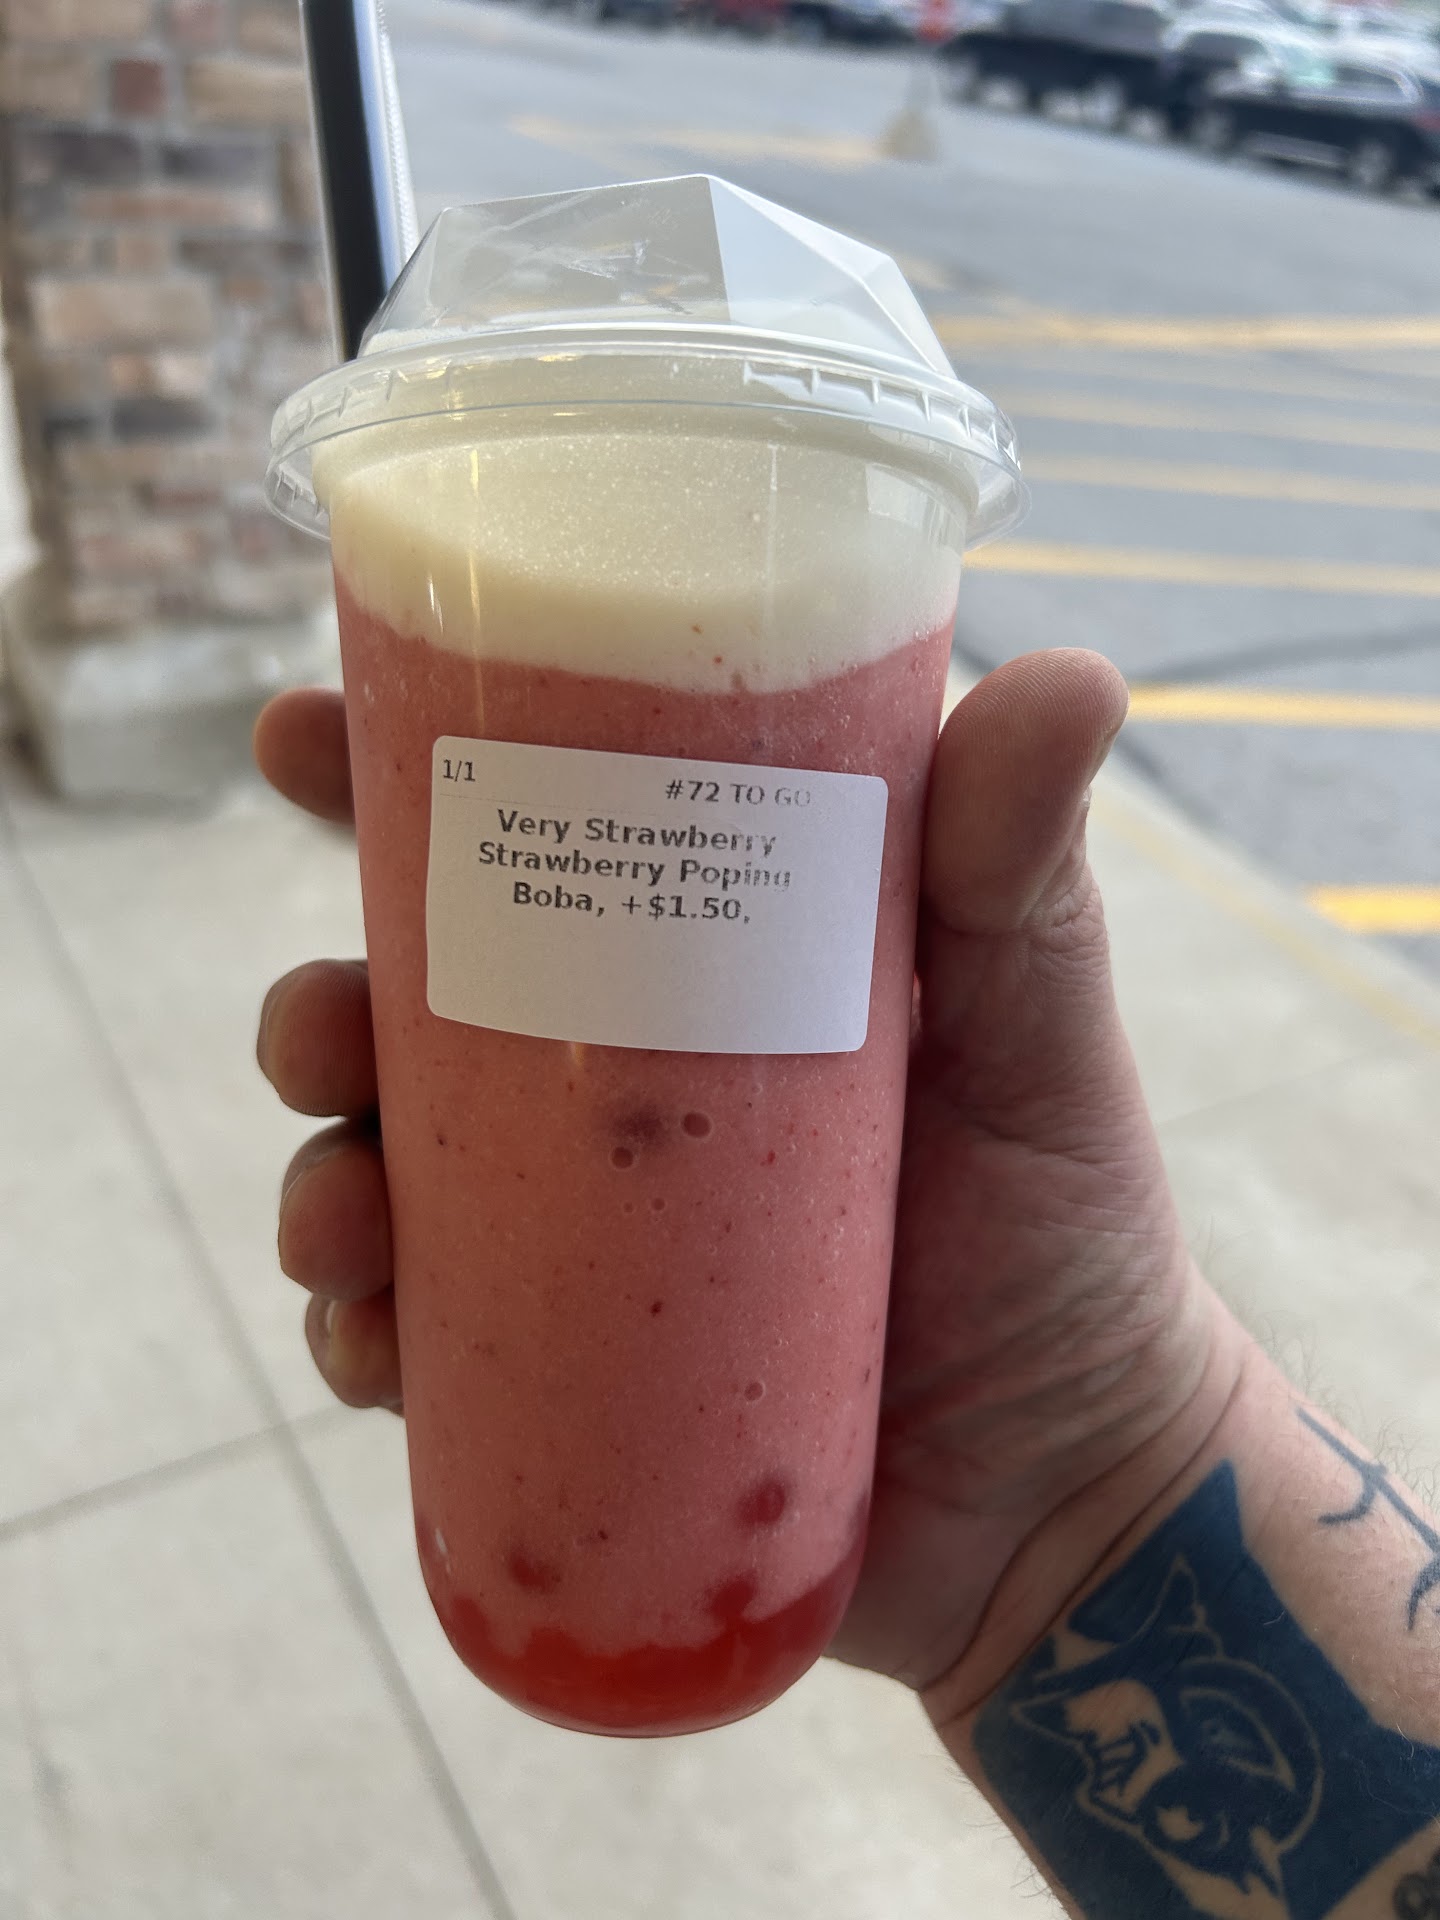 1/1
#72 TO GO
Very Strawberry
Strawberry Poping
Boba, +$1.50,